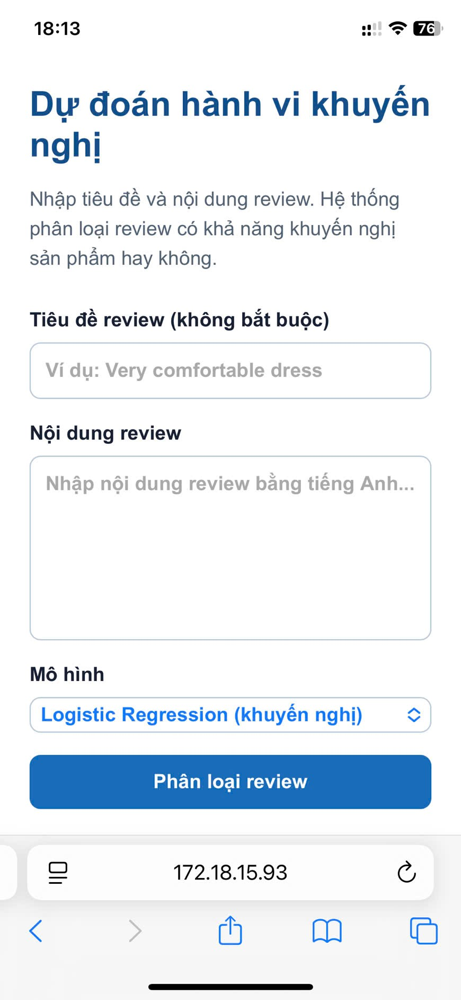 18:13
76
Dự đoán hành vi khuyến
nghị
Nhập tiêu đề và nội dung review. Hệ thống
phân loại review có khả năng khuyến nghị
sản phẩm hay không.
Tiêu đề review (không bắt buộc)
Ví dụ: Very comfortable dress
Nội dung review
Nhập nội dung review bằng tiếng Anh...
Mô hình
Logistic Regression (khuyến nghị)
Phân loại review
172.18.15.93